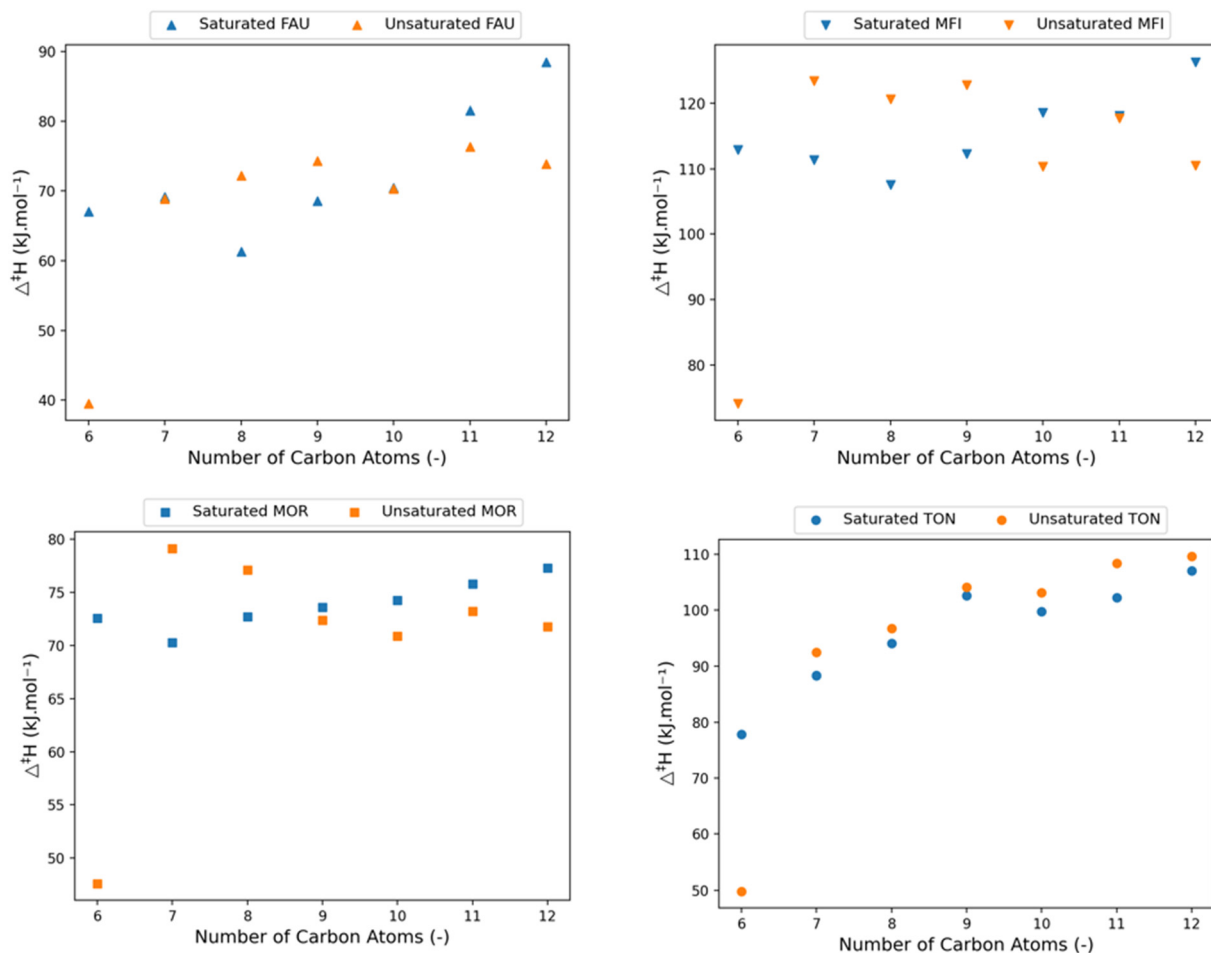 Saturated FAU Unsaturated FAU
90
80
70
60
50
40
△‡H (kJ.mol⁻¹)
6 7 8 9 10 11 12
Number of Carbon Atoms (-)
Saturated MFI Unsaturated MFI
120
110
100
90
80
△‡H (kJ.mol⁻¹)
6 7 8 9 10 11 12
Number of Carbon Atoms (-)
Saturated MOR Unsaturated MOR
80
75
70
65
60
55
50
△‡H (kJ.mol⁻¹)
6 7 8 9 10 11 12
Number of Carbon Atoms (-)
Saturated TON Unsaturated TON
110
100
90
80
70
60
50
△‡H (kJ.mol⁻¹)
6 7 8 9 10 11 12
Number of Carbon Atoms (-)